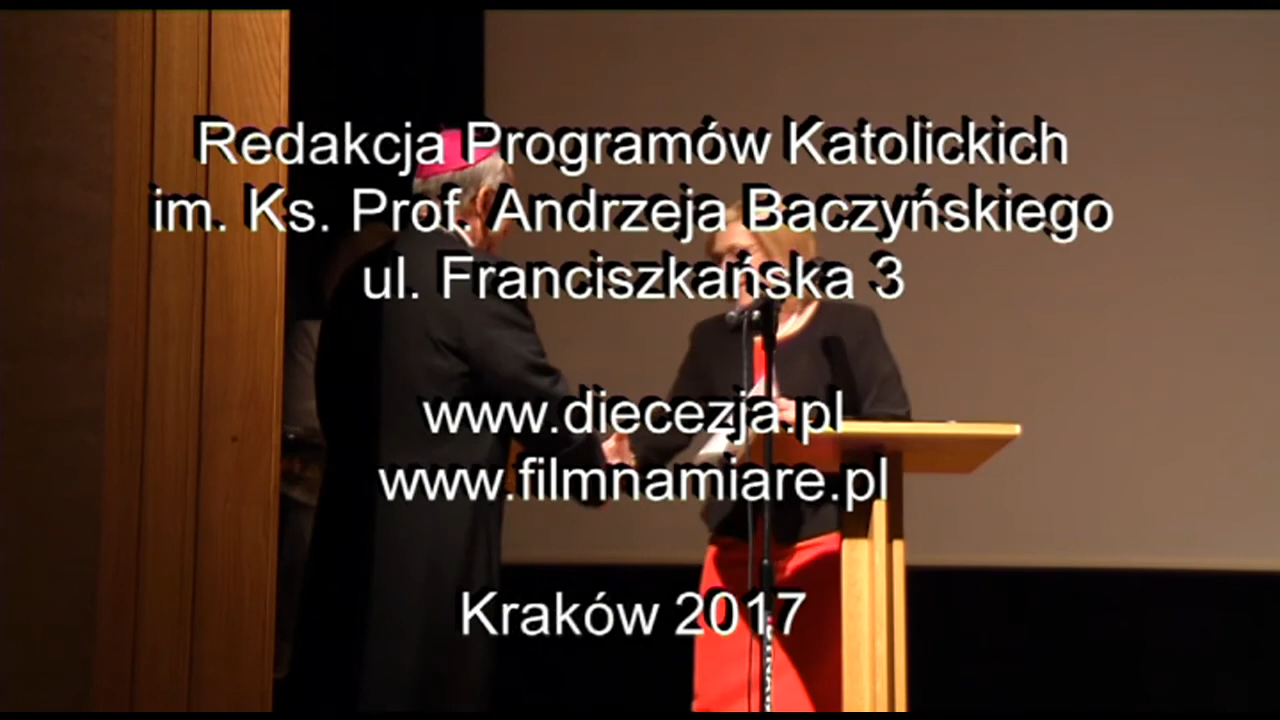 Redakcja Programów Katolickich
im. Ks. Prof. Andrzeja Baczyńskiego
ul. Franciszkańska 3
www.diecezja.pl
www.filmnamiare.pl
Kraków 2017